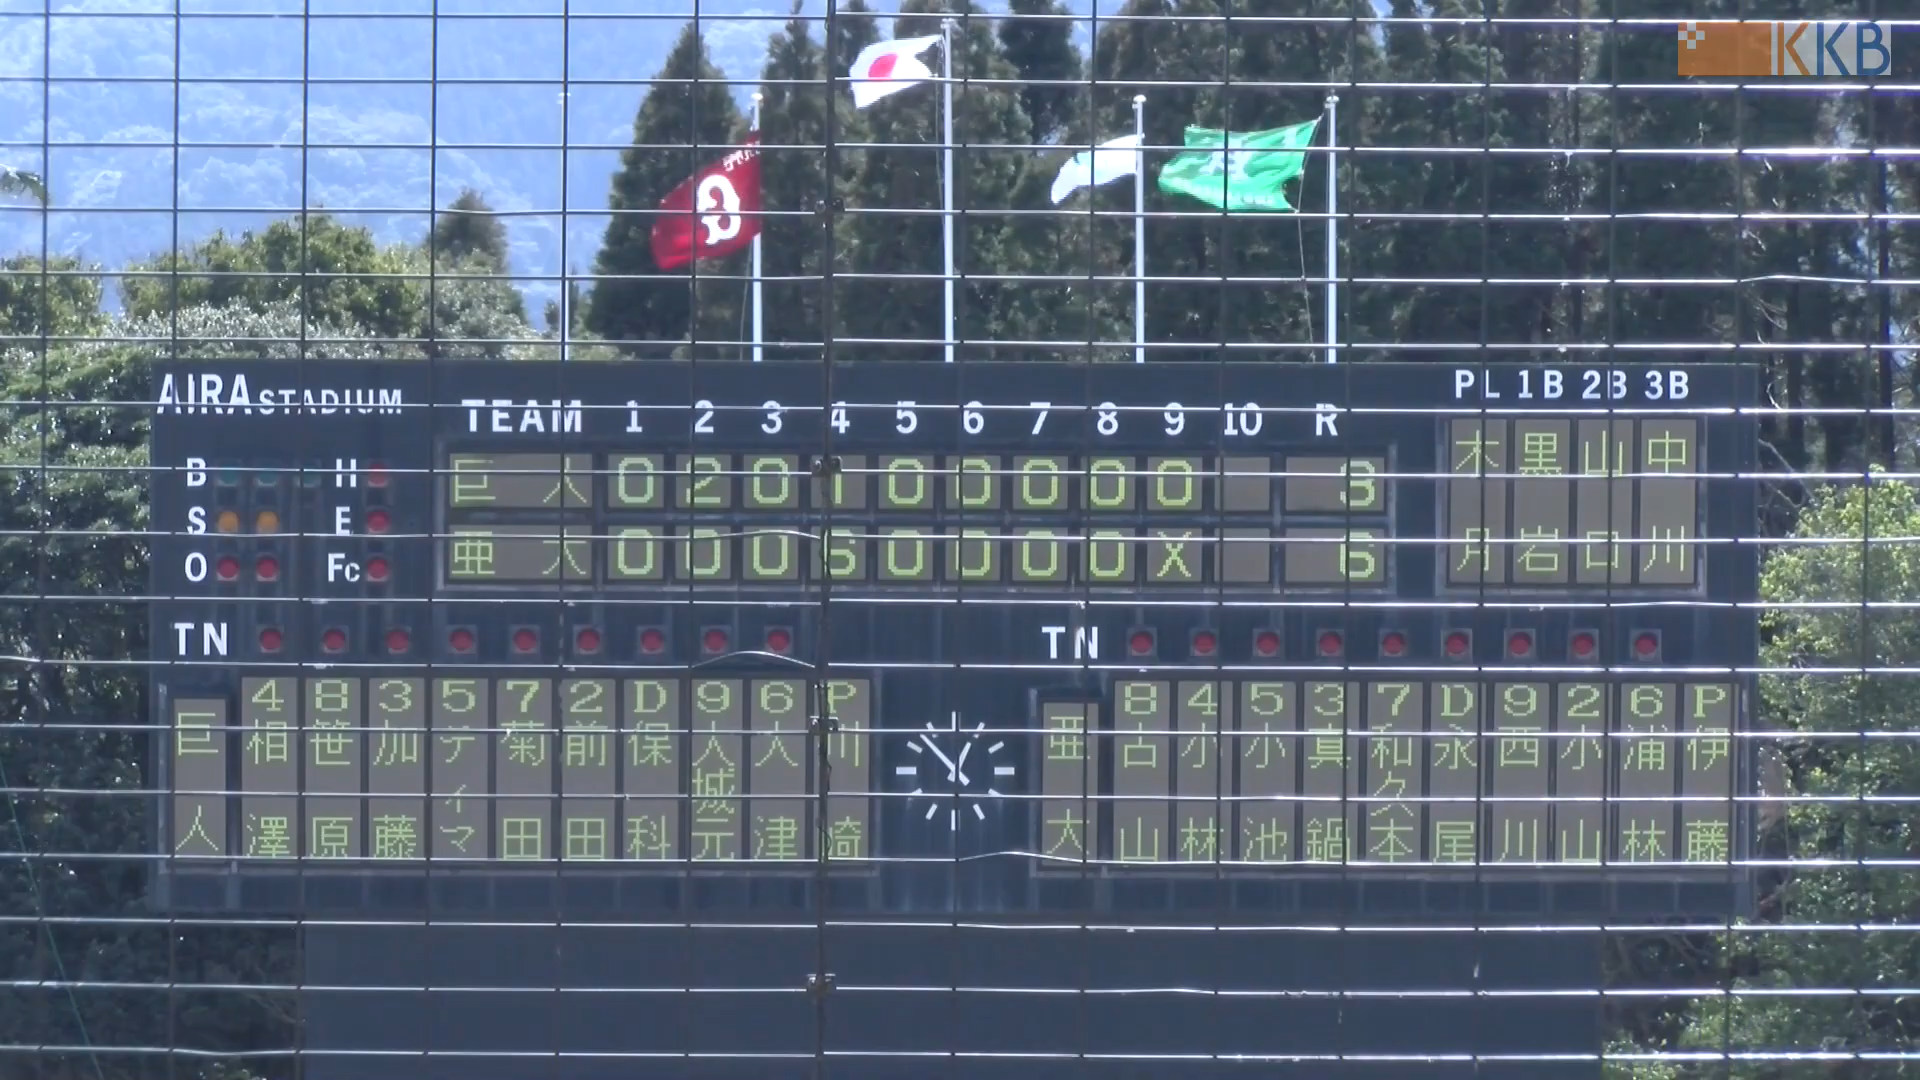 KKB
G
AIRA STADIUM
TEAM 1 2 3 4 5 6 7 8 9 10 R
PL 1B 2B 3B
B H
S E
O Fc
巨人 0 2 0 1 0 0 0 0 0 3
亜大 0 0 0 6 0 0 0 0 X 6
木月 黒岩 山口 中川
TN
TN
巨人
4 相澤
8 笹原
3 加藤
5 ティマ
7 菊田
2 前田
D 保科
9 大城元
6 大津
P 川﨑
亜大
8 古山
4 小林
5 小池
3 真鍋
7 和久本
D 永尾
9 西川
2 小山
6 浦林
P 伊藤